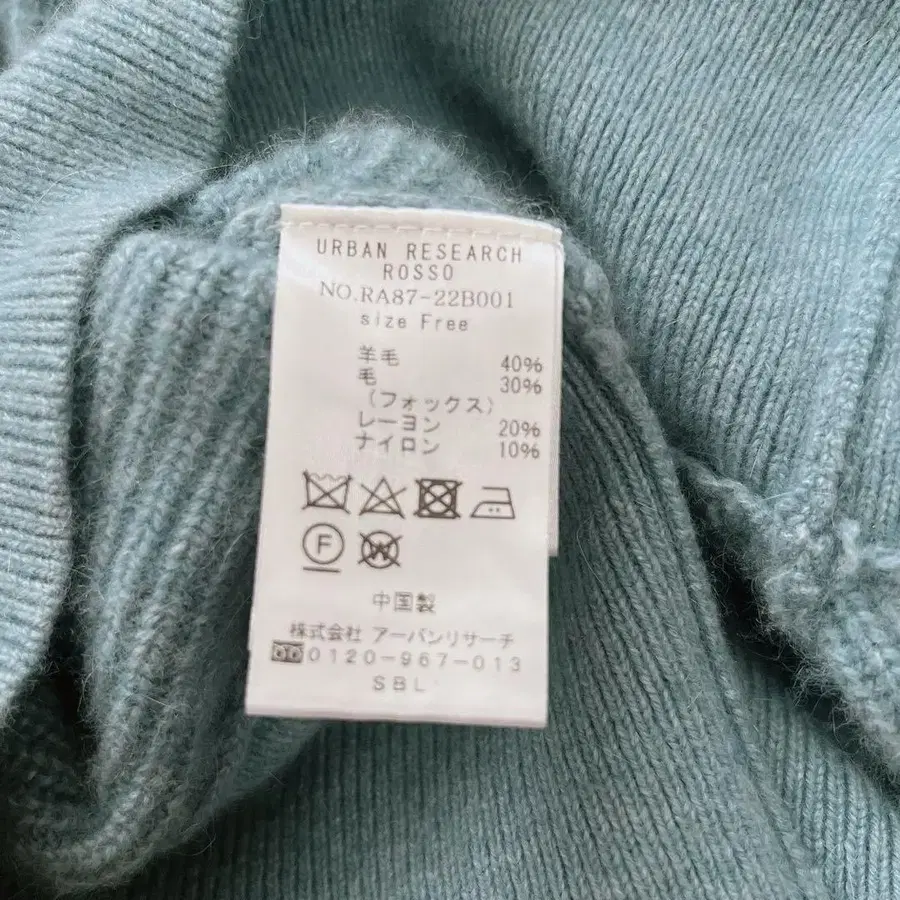 URBAN RESEARCH
ROSSO
NO.RA87-22B001
size Free
羊毛 40%
毛 30%
(フォックス)
レーヨン 20%
ナイロン 10%
F W
中国製
株式会社 アーバンリサーチ
0120-967-013
SBL